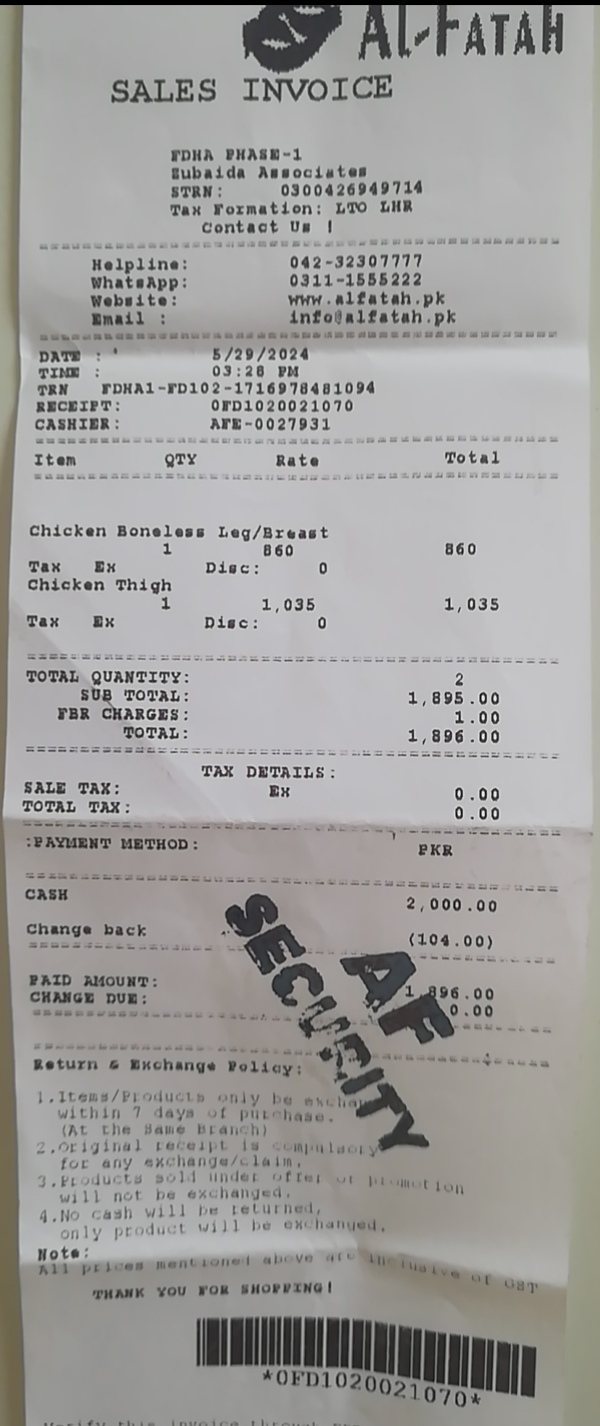 AL-FATAH
SALES INVOICE
FDHA PHASE-1
Zubaida Associates
STRN: 0300426949714
Tax Formation: LTO LHR
Contact Us !
Helpline: 042-32307777
WhatsApp: 0311-1555222
Website: www.alfatah.pk
Email : info@alfatah.pk
DATE : 5/29/2024
TIME : 03:28 PM
TRN FDHA1-FD102-1716978481094
RECEIPT: 0FD1020021070
CASHIER: AFE-0027931
Item QTY Rate Total
Chicken Boneless Leg/Breast
1 860 860
Tax Ex Disc: 0
Chicken Thigh
1 1,035 1,035
Tax Ex Disc: 0
TOTAL QUANTITY: 2
SUB TOTAL: 1,895.00
FBR CHARGES: 1.00
TOTAL: 1,896.00
TAX DETAILS:
SALE TAX: Ex 0.00
TOTAL TAX: 0.00
:PAYMENT METHOD: PKR
CASH 2,000.00
Change back (104.00)
PAID AMOUNT: 1,896.00
CHANGE DUE: 0.00
AF
SECURITY
Return & Exchange Policy:
1.Items/Products only be
within 7 days of purchase.
(At the Same Branch)
2.Original receipt is compulsory
for any exchange/claim.
3.Products sold under offer or promotion
will not be exchanged.
4.No cash will be returned,
only product will be exchanged.
Note:
All prices mentioned above are inclusive of GST
THANK YOU FOR SHOPPING!
*0FD1020021070*
Verify this invoice through